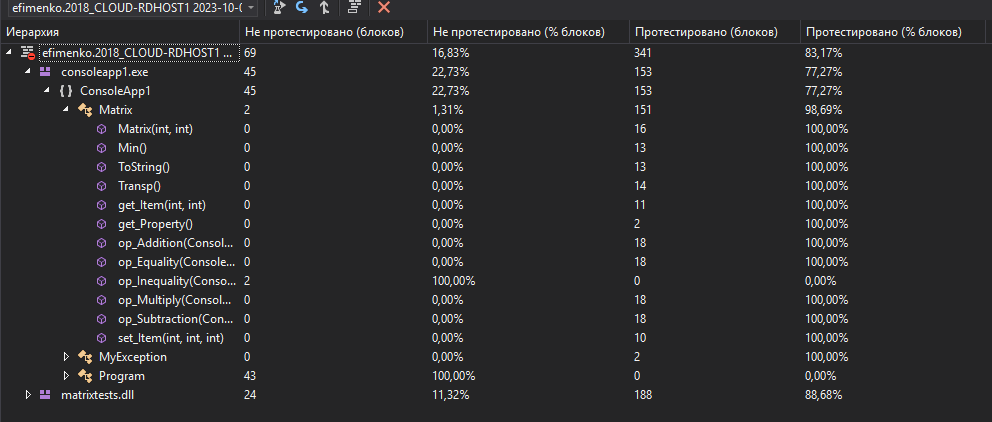 efimenko.2018_CLOUD-RDHOST1 2023-10-0
Иерархия Не протестировано (блоков) Не протестировано (% блоков) Протестировано (блоков) Протестировано (% блоков)
efimenko.2018_CLOUD-RDHOST1 ... 69 16,83% 341 83,17%
consoleapp1.exe 45 22,73% 153 77,27%
{ } ConsoleApp1 45 22,73% 153 77,27%
Matrix 2 1,31% 151 98,69%
Matrix(int, int) 0 0,00% 16 100,00%
Min() 0 0,00% 13 100,00%
ToString() 0 0,00% 13 100,00%
Transp() 0 0,00% 14 100,00%
get_Item(int, int) 0 0,00% 11 100,00%
get_Property() 0 0,00% 2 100,00%
op_Addition(Consol... 0 0,00% 18 100,00%
op_Equality(Console... 0 0,00% 18 100,00%
op_Inequality(Conso... 2 100,00% 0 0,00%
op_Multiply(Consol... 0 0,00% 18 100,00%
op_Subtraction(Con... 0 0,00% 18 100,00%
set_Item(int, int, int) 0 0,00% 10 100,00%
MyException 0 0,00% 2 100,00%
Program 43 100,00% 0 0,00%
matrixtests.dll 24 11,32% 188 88,68%